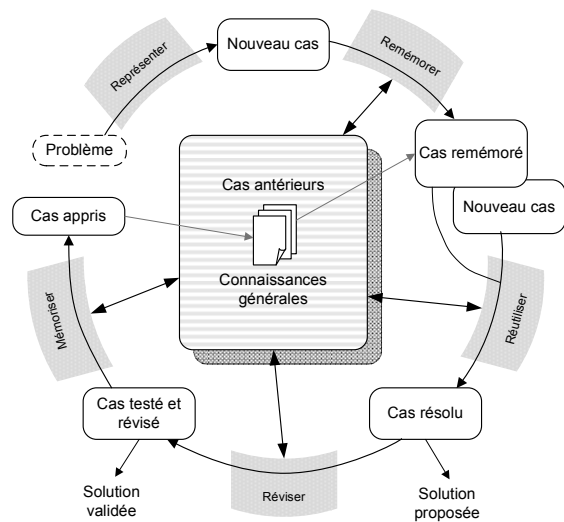 Nouveau cas
Représenter
Remémorer
Problème
Cas remémoré
Nouveau cas
Cas antérieurs
Connaissances
générales
Cas appris
Mémoriser
Réutiliser
Cas testé et
révisé
Cas résolu
Réviser
Solution
validée
Solution
proposée